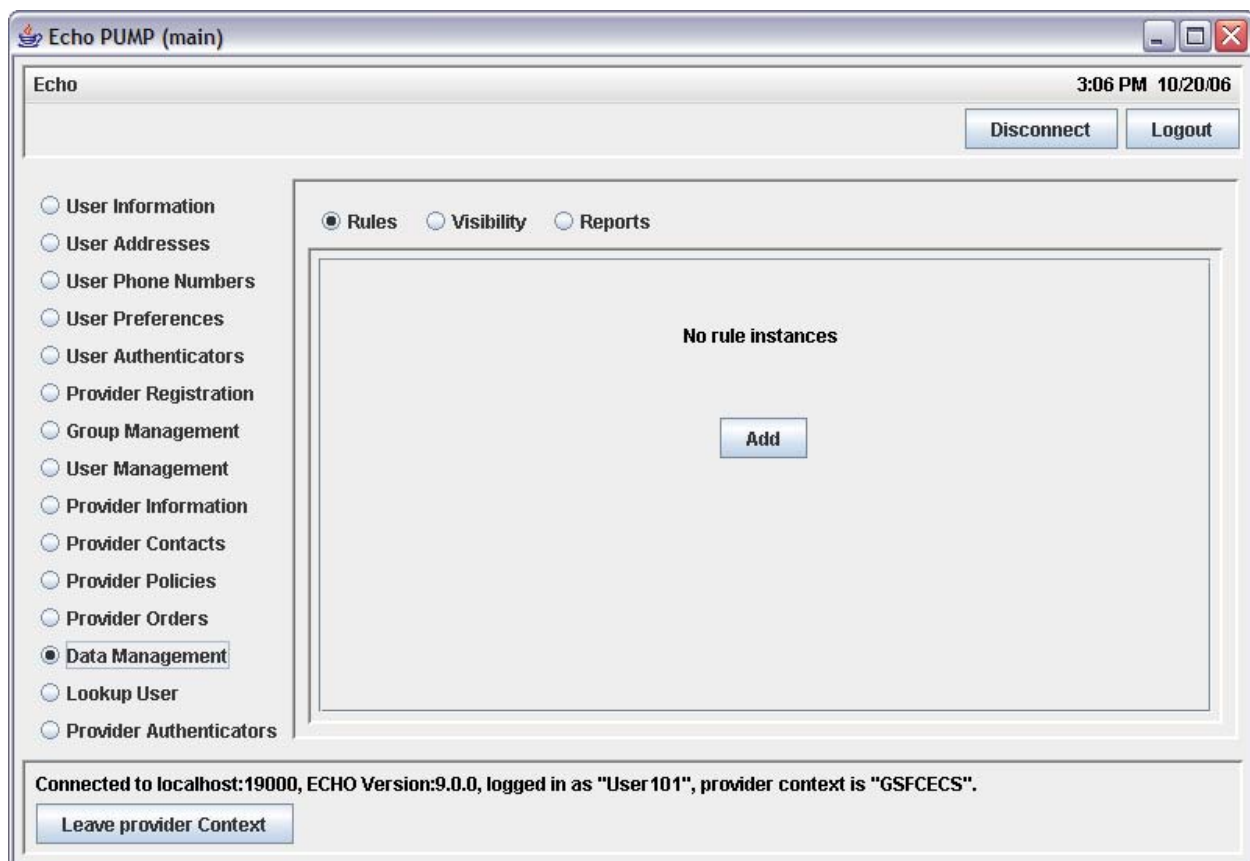 Echo PUMP (main)
Echo
3:06 PM 10/20/06
Disconnect
Logout
User Information
User Addresses
User Phone Numbers
User Preferences
User Authenticators
Provider Registration
Group Management
User Management
Provider Information
Provider Contacts
Provider Policies
Provider Orders
Data Management
Lookup User
Provider Authenticators
Rules
Visibility
Reports
No rule instances
Add
Connected to localhost:19000, ECHO Version:9.0.0, logged in as "User101", provider context is "GSFCECS".
Leave provider Context